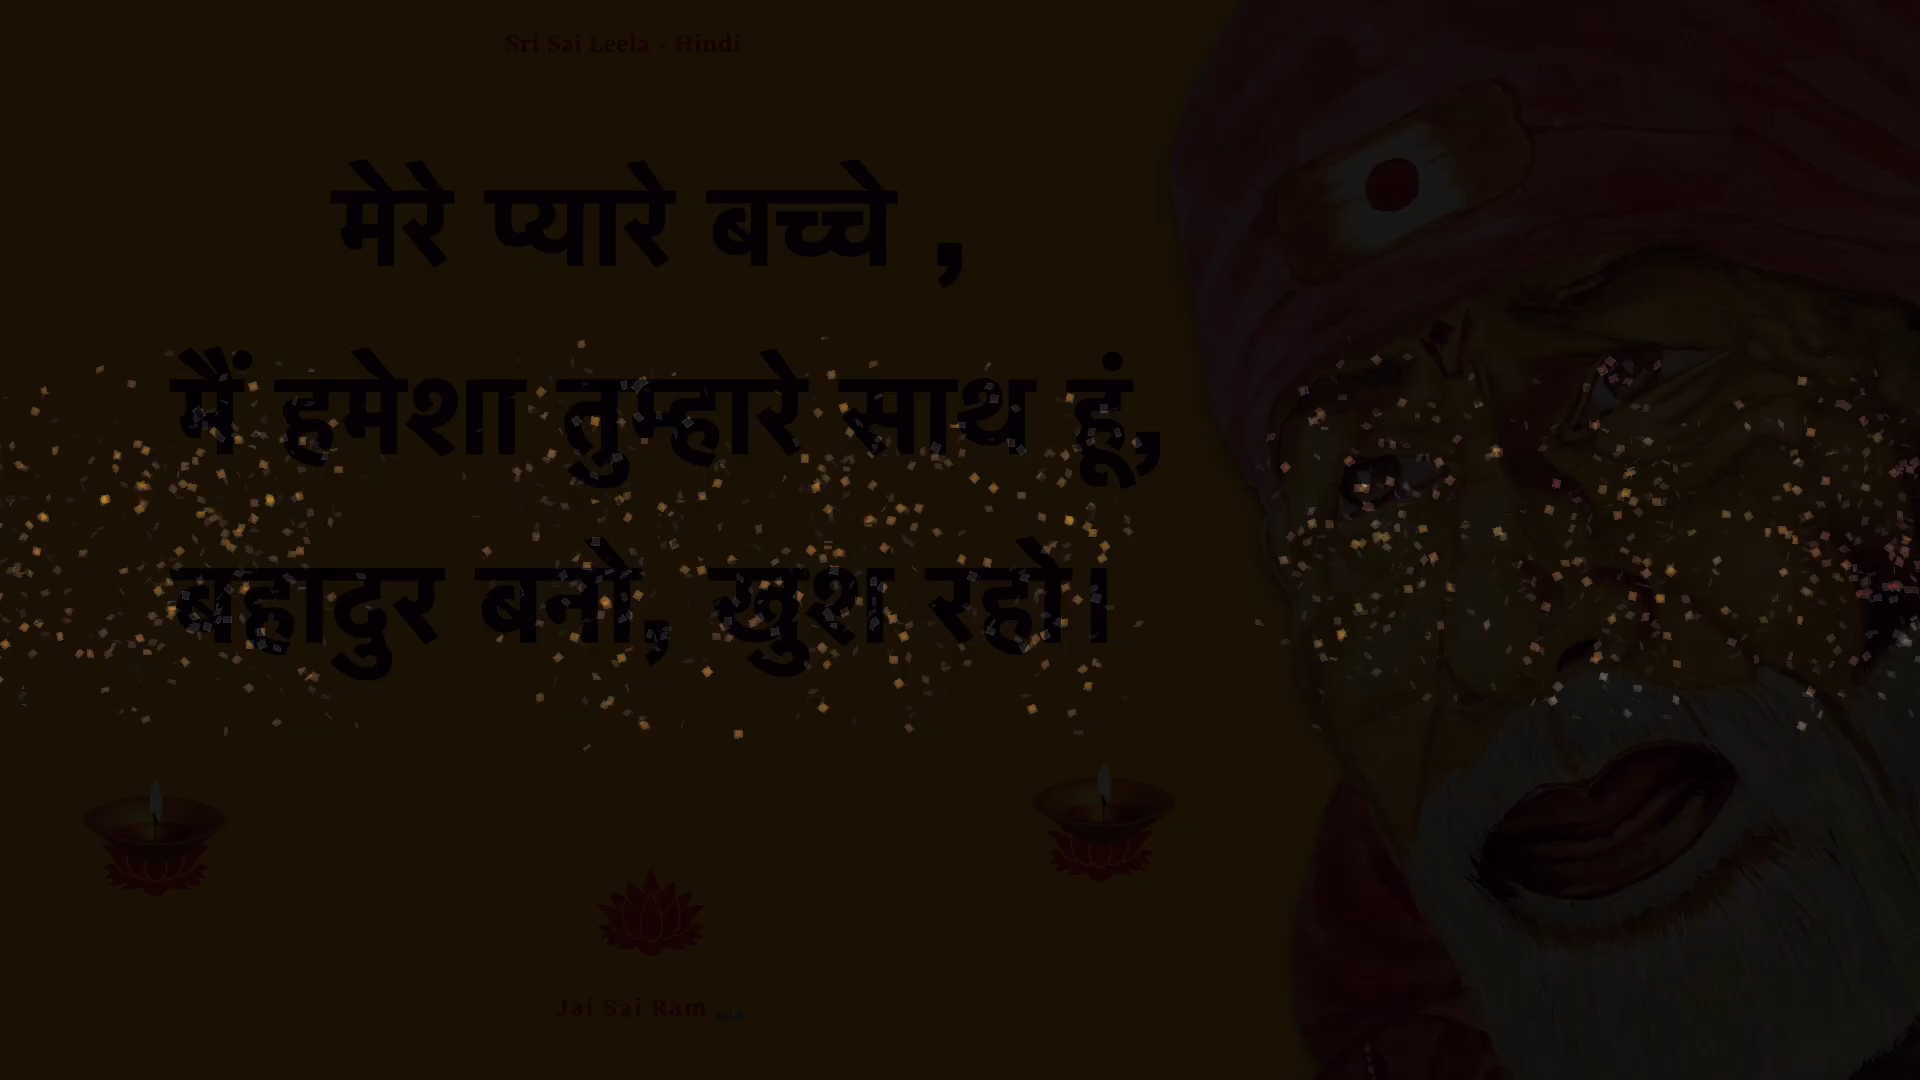 Sri Sai Leela - Hindi
मेरे प्यारे बच्चे ,
मैं हमेशा तुम्हारे साथ हूं,
बहादुर बनो, खुश रहो।
Jai Sai Ram 🙏